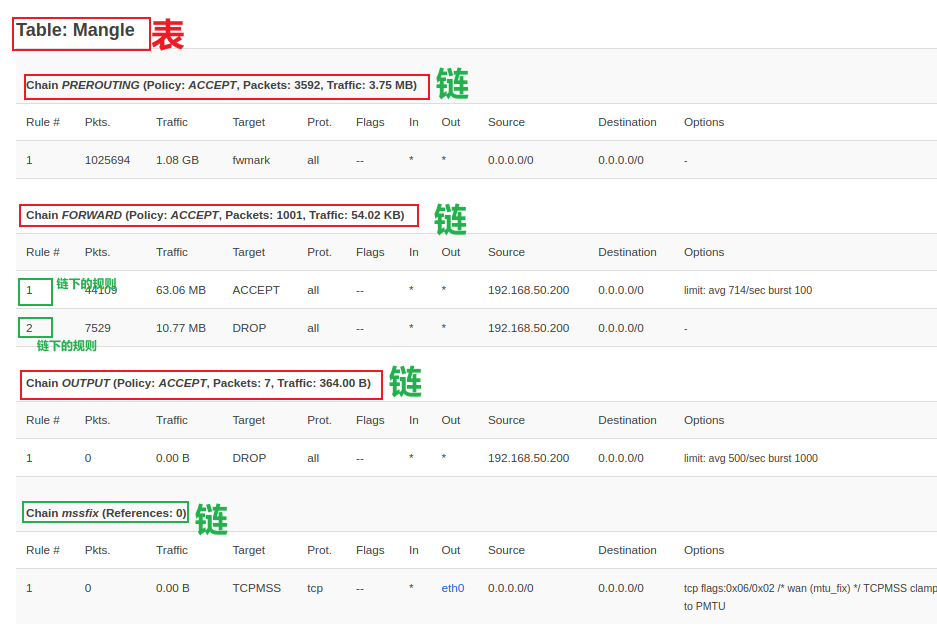 Table: Mangle 表
Chain PREROUTING (Policy: ACCEPT, Packets: 3592, Traffic: 3.75 MB) 链
Rule # Pkts. Traffic Target Prot. Flags In Out Source Destination Options
1 1025694 1.08 GB fwmark all -- * * 0.0.0.0/0 0.0.0.0/0 -
Chain FORWARD (Policy: ACCEPT, Packets: 1001, Traffic: 54.02 KB) 链
Rule # Pkts. Traffic Target Prot. Flags In Out Source Destination Options
1 链下的规则 44109 63.06 MB ACCEPT all -- * * 192.168.50.200 0.0.0.0/0 limit: avg 714/sec burst 100
2 7529 10.77 MB DROP all -- * * 192.168.50.200 0.0.0.0/0 -
链下的规则
Chain OUTPUT (Policy: ACCEPT, Packets: 7, Traffic: 364.00 B) 链
Rule # Pkts. Traffic Target Prot. Flags In Out Source Destination Options
1 0 0.00 B DROP all -- * * 192.168.50.200 0.0.0.0/0 limit: avg 500/sec burst 1000
Chain mssfix (References: 0) 链
Rule # Pkts. Traffic Target Prot. Flags In Out Source Destination Options
1 0 0.00 B TCPMSS tcp -- * eth0 0.0.0.0/0 0.0.0.0/0 tcp flags:0x06/0x02 /* wan (mtu_fix) */ TCPMSS clamp
to PMTU